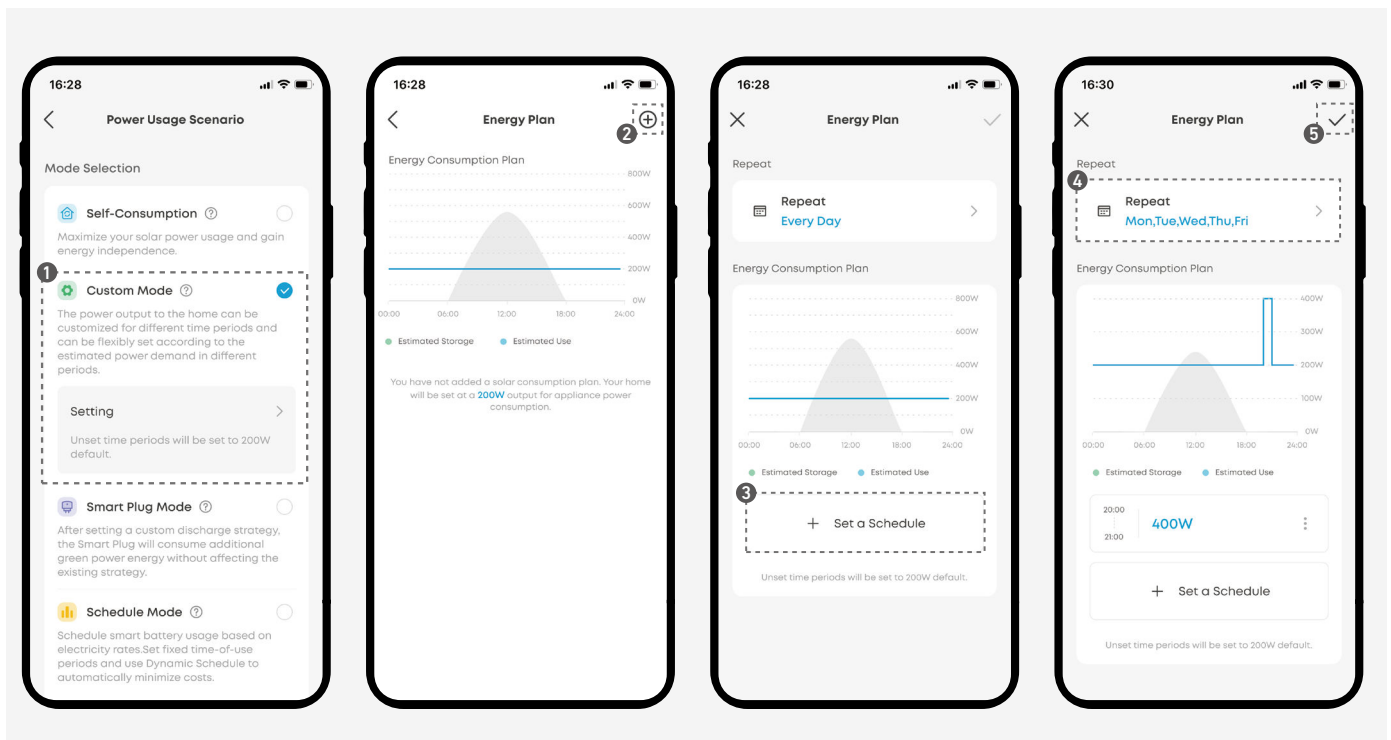 16:28
Power Usage Scenario
Mode Selection
Self-Consumption
Maximize your solar power usage and gain
energy independence.
1
Custom Mode
The power output to the home can be
customized for different time periods and
can be flexibly set according to the
estimated power demand in different
periods.
Setting
Unset time periods will be set to 200W
default.
Smart Plug Mode
After setting a custom discharge strategy,
the Smart Plug will consume additional
green power energy without affecting the
existing strategy.
Schedule Mode
Schedule smart battery usage based on
electricity rates.Set fixed time-of-use
periods and use Dynamic Schedule to
automatically minimize costs.
16:28
Energy Plan
2
Energy Consumption Plan
800W
600W
400W
200W
0W
00:00 06:00 12:00 18:00 24:00
Estimated Storage Estimated Use
You have not added a solar consumption plan. Your home
will be set at a 200W output for appliance power
consumption.
16:28
Energy Plan
Repeat
Repeat
Every Day
Energy Consumption Plan
800W
600W
400W
200W
0W
00:00 06:00 12:00 18:00 24:00
Estimated Storage Estimated Use
3
+ Set a Schedule
Unset time periods will be set to 200W default.
16:30
Energy Plan
5
Repeat
4
Repeat
Mon,Tue,Wed,Thu,Fri
Energy Consumption Plan
400W
300W
200W
100W
0W
00:00 06:00 12:00 18:00 24:00
Estimated Storage Estimated Use
20:00
400W
21:00
+ Set a Schedule
Unset time periods will be set to 200W default.